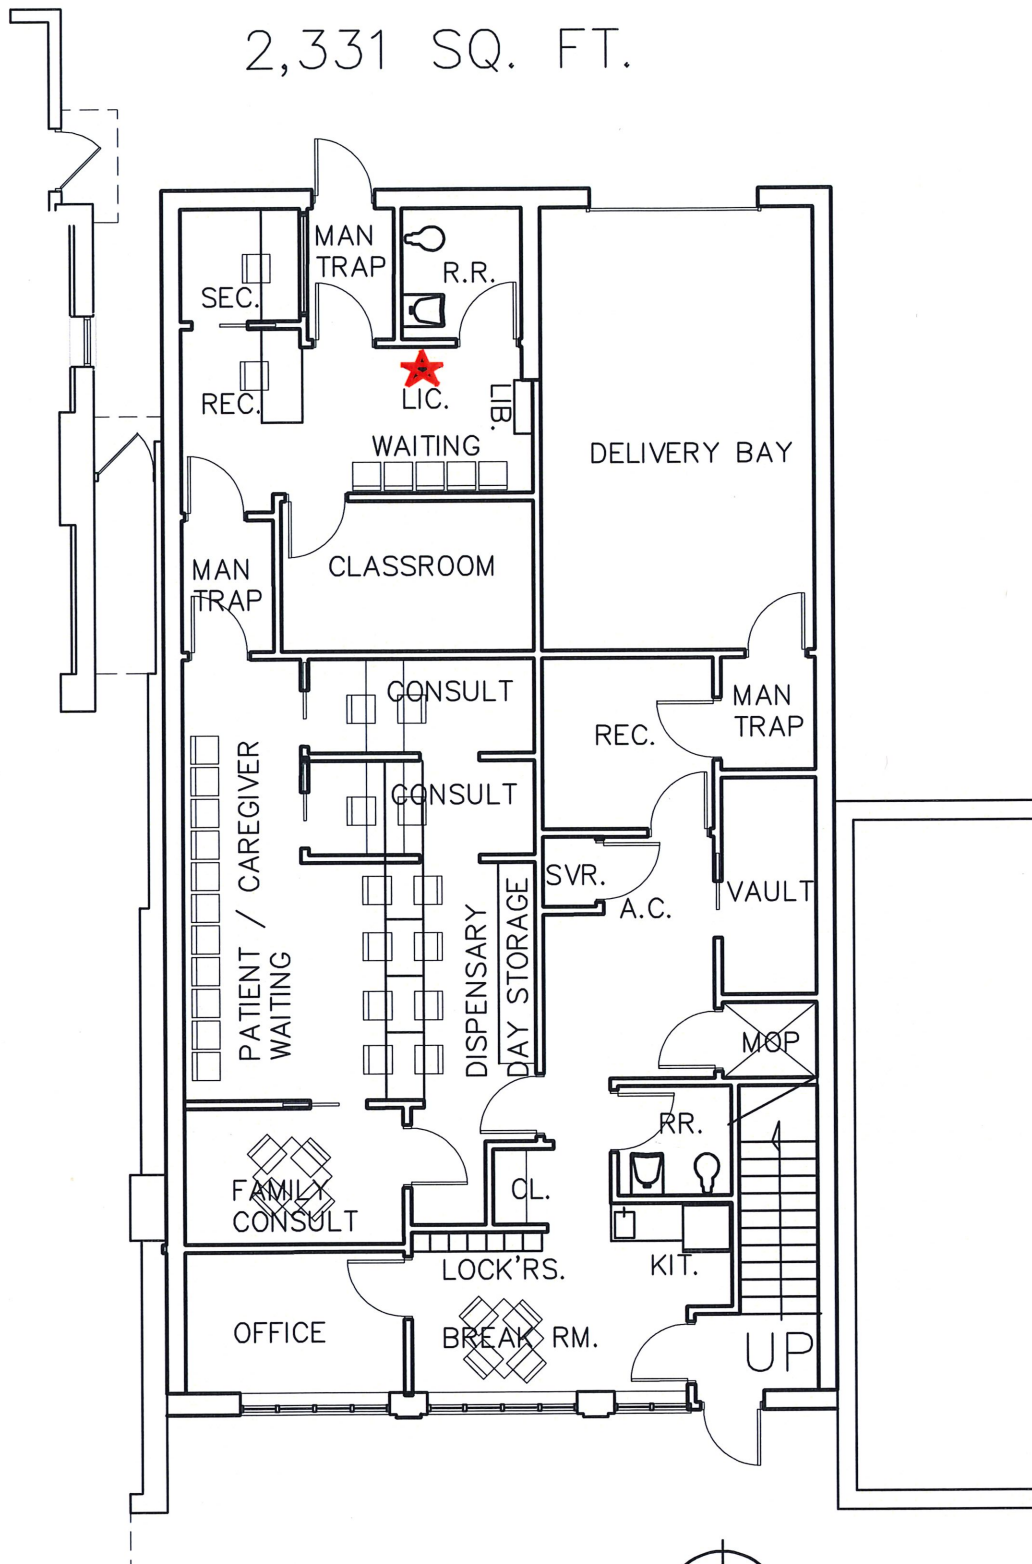 2,331 SQ. FT.
MAN
TRAP
R.R.
SEC.
REC.
LIC.
LIB.
WAITING
DELIVERY BAY
CLASSROOM
MAN
TRAP
CONSULT
REC.
MAN
TRAP
CONSULT
PATIENT / CAREGIVER
WAITING
DISPENSARY
DAY STORAGE
SVR.
A.C.
VAULT
MOP
RR.
FAMILY
CONSULT
CL.
LOCK'RS.
KIT.
OFFICE
BREAK RM.
UP